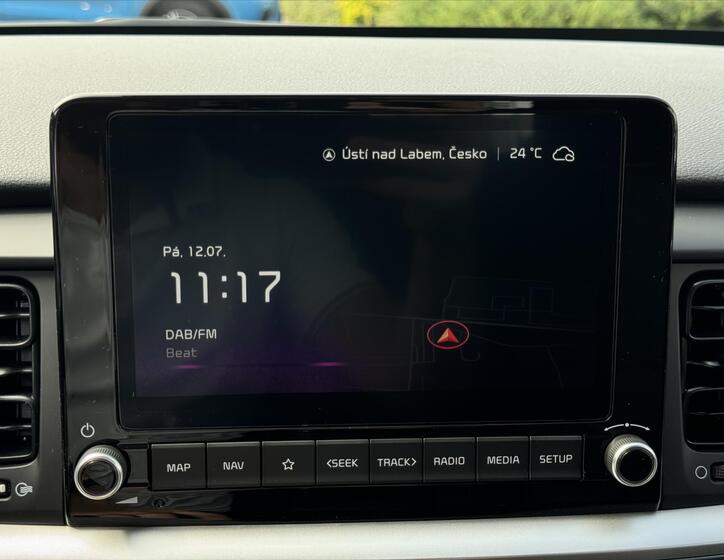 Ústí nad Labem, Česko | 24 °C
Pá, 12.07.
11:17
DAB/FM
Beat
MAP NAV <SEEK TRACK> RADIO MEDIA SETUP